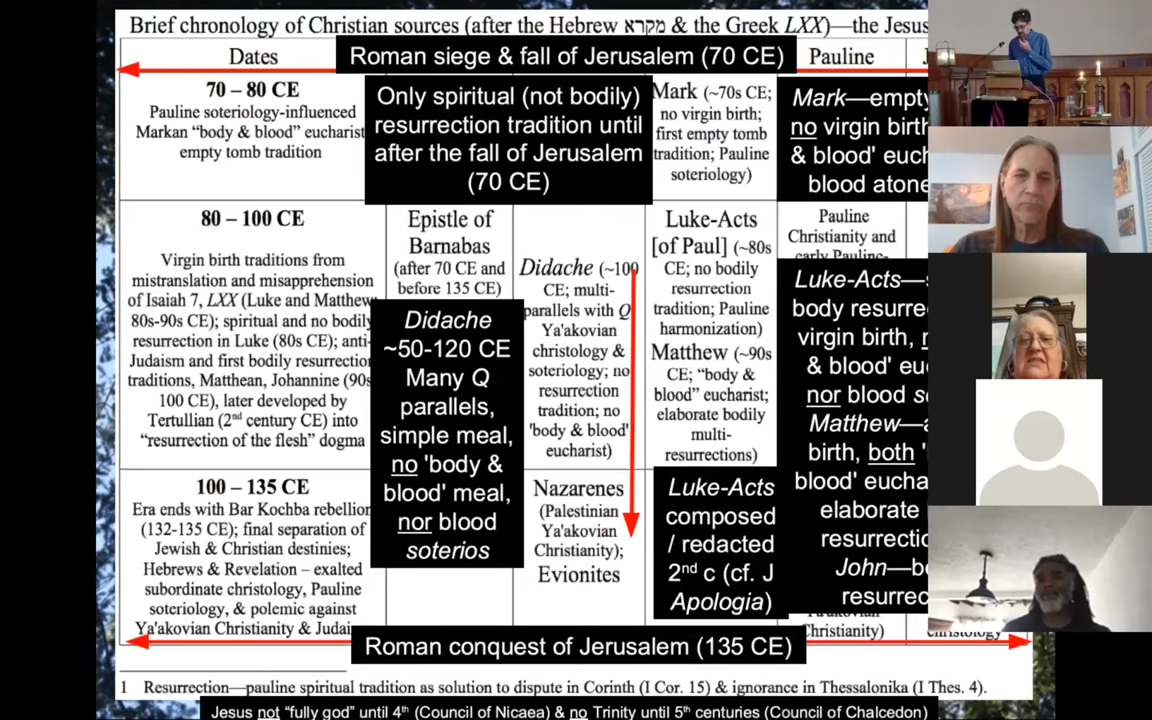 Brief chronology of Christian sources (after the Hebrew מקרא & the Greek LXX)—the Jesus
Dates
Roman siege & fall of Jerusalem (70 CE)
Pauline
70 – 80 CE
Pauline soteriology-influenced
Markan “body & blood” eucharist
empty tomb tradition
Only spiritual (not bodily)
resurrection tradition until
after the fall of Jerusalem
(70 CE)
Mark (~70s CE;
no virgin birth;
first empty tomb
tradition; Pauline
soteriology)
Mark—empty
no virgin birth
& blood' euch
blood atone
80 – 100 CE
Virgin birth traditions from
mistranslation and misapprehension
of Isaiah 7, LXX (Luke and Matthew
80s-90s CE); spiritual and no bodily
resurrection in Luke (80s CE); anti-
Judaism and first bodily resurrection
traditions, Matthean, Johannine (90s
100 CE), later developed by
Tertullian (2nd century CE) into
“resurrection of the flesh” dogma
Epistle of
Barnabas
(after 70 CE and
before 135 CE)
Didache
~50-120 CE
Many Q
parallels,
simple meal,
no 'body &
blood' meal,
nor blood
soterios
Didache (~100
CE; multi-
parallels with Q
Ya'akovian
christology &
soteriology; no
resurrection
tradition; no
'body & blood'
eucharist)
Luke-Acts
[of Paul] (~80s
CE; no bodily
resurrection
tradition; Pauline
harmonization)
Matthew (~90s
CE; “body &
blood” eucharist;
elaborate bodily
multi-
resurrections)
Pauline
Christianity and
early Pauline-
Luke-Acts—s
body resurre
virgin birth,
& blood' eu
nor blood s
Matthew—a
birth, both '
blood' eucha
elaborate
resurrectio
John—b
resurrec
100 – 135 CE
Era ends with Bar Kochba rebellion
(132-135 CE); final separation of
Jewish & Christian destinies;
Hebrews & Revelation – exalted
subordinate christology, Pauline
soteriology, & polemic against
Ya'akovian Christianity & Judai
Nazarenes
(Palestinian
Ya'akovian
Christianity);
Evionites
Luke-Acts
composed
/ redacted
2nd c (cf. J
Apologia)
Christianity)
christology
Roman conquest of Jerusalem (135 CE)
1 Resurrection—pauline spiritual tradition as solution to dispute in Corinth (I Cor. 15) & ignorance in Thessalonika (I Thes. 4).
Jesus not “fully god” until 4th (Council of Nicaea) & no Trinity until 5th centuries (Council of Chalcedon)